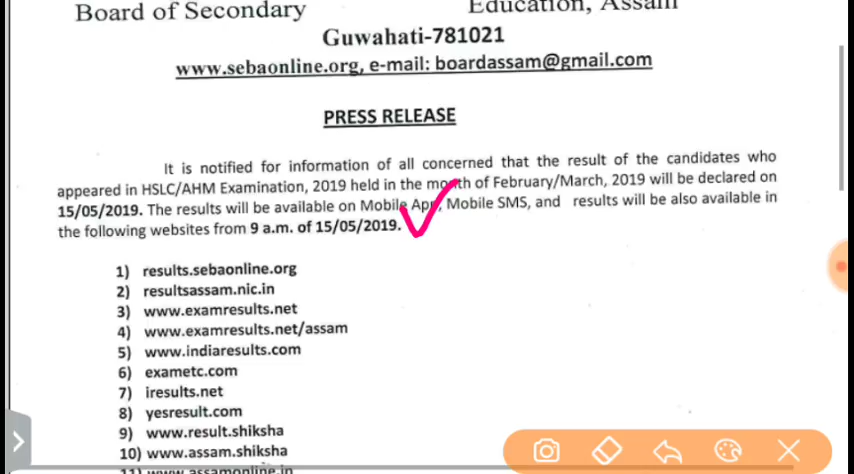 Board of Secondary Education, Assam
Guwahati-781021
www.sebaonline.org, e-mail: boardassam@gmail.com
PRESS RELEASE
It is notified for information of all concerned that the result of the candidates who
appeared in HSLC/AHM Examination, 2019 held in the month of February/March, 2019 will be declared on
15/05/2019. The results will be available on Mobile App, Mobile SMS, and results will be also available in
the following websites from 9 a.m. of 15/05/2019.
1) results.sebaonline.org
2) resultsassam.nic.in
3) www.examresults.net
4) www.examresults.net/assam
5) www.indiaresults.com
6) exametc.com
7) iresults.net
8) yesresult.com
9) www.result.shiksha
10) www.assam.shiksha
11) www.assamonline.in